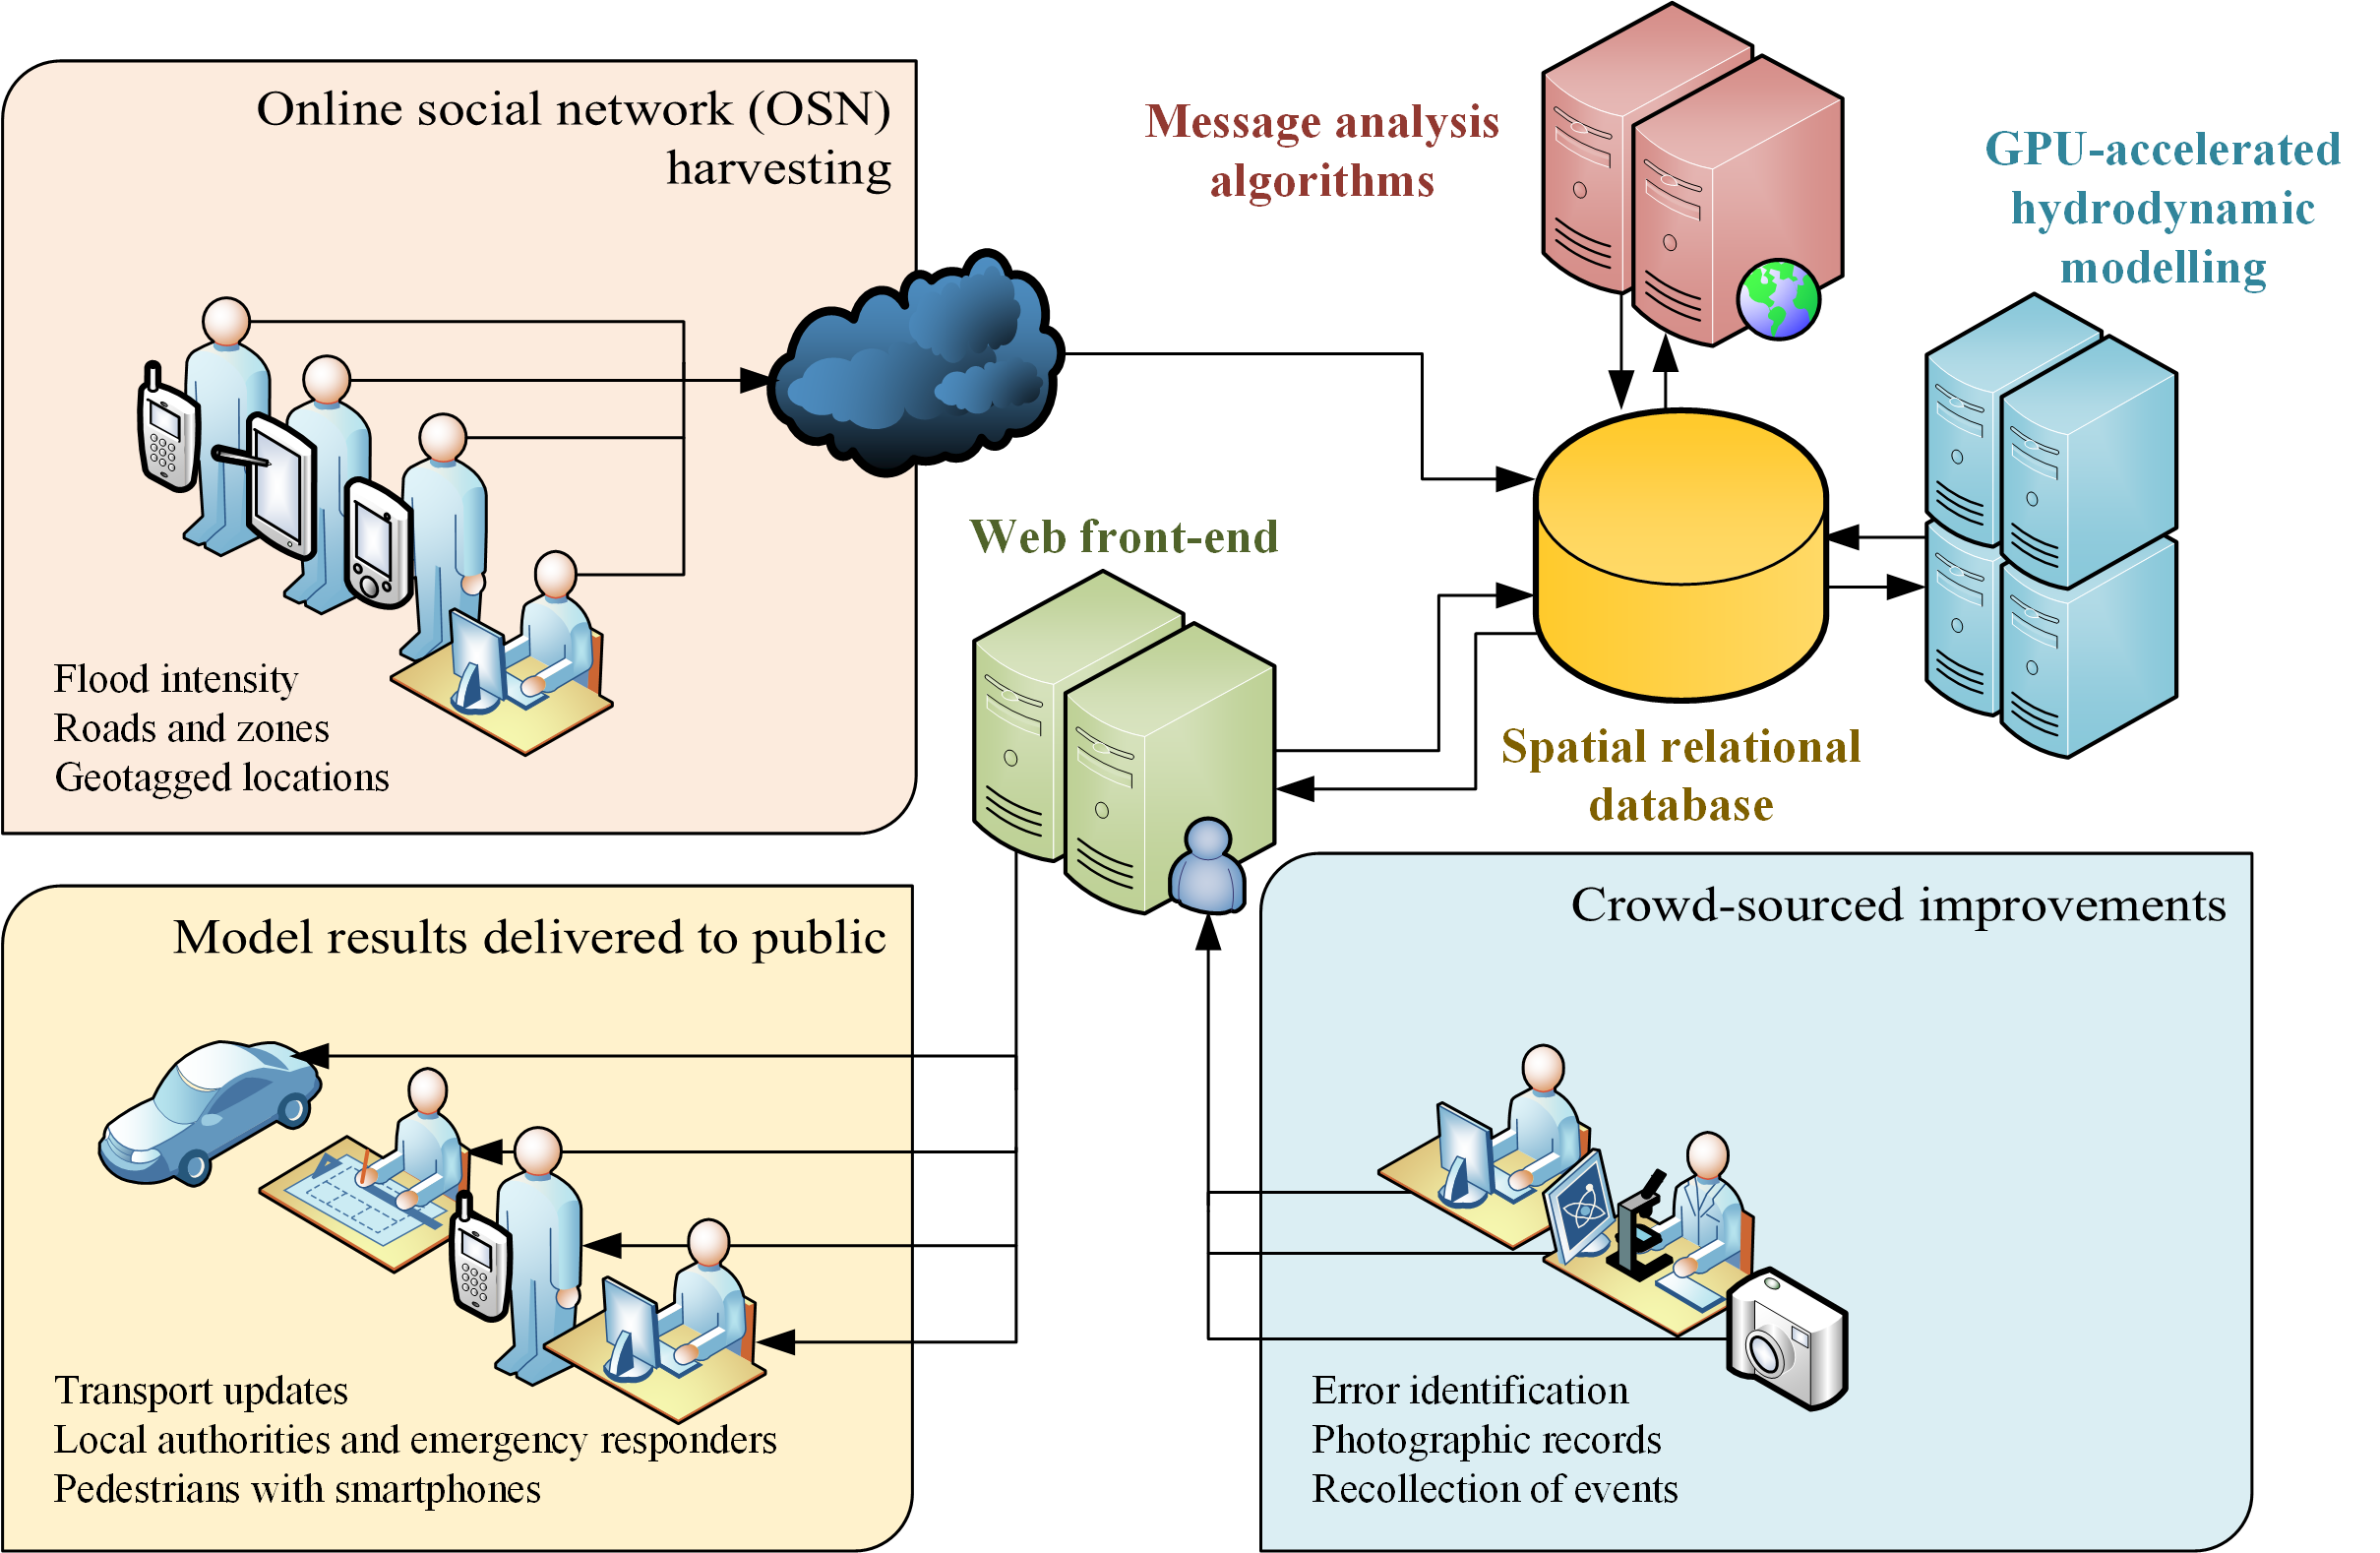 Online social network (OSN)
harvesting
Flood intensity
Roads and zones
Geotagged locations
Message analysis
algorithms
GPU-accelerated
hydrodynamic
modelling
Web front-end
Spatial relational
database
Model results delivered to public
Transport updates
Local authorities and emergency responders
Pedestrians with smartphones
Crowd-sourced improvements
Error identification
Photographic records
Recollection of events